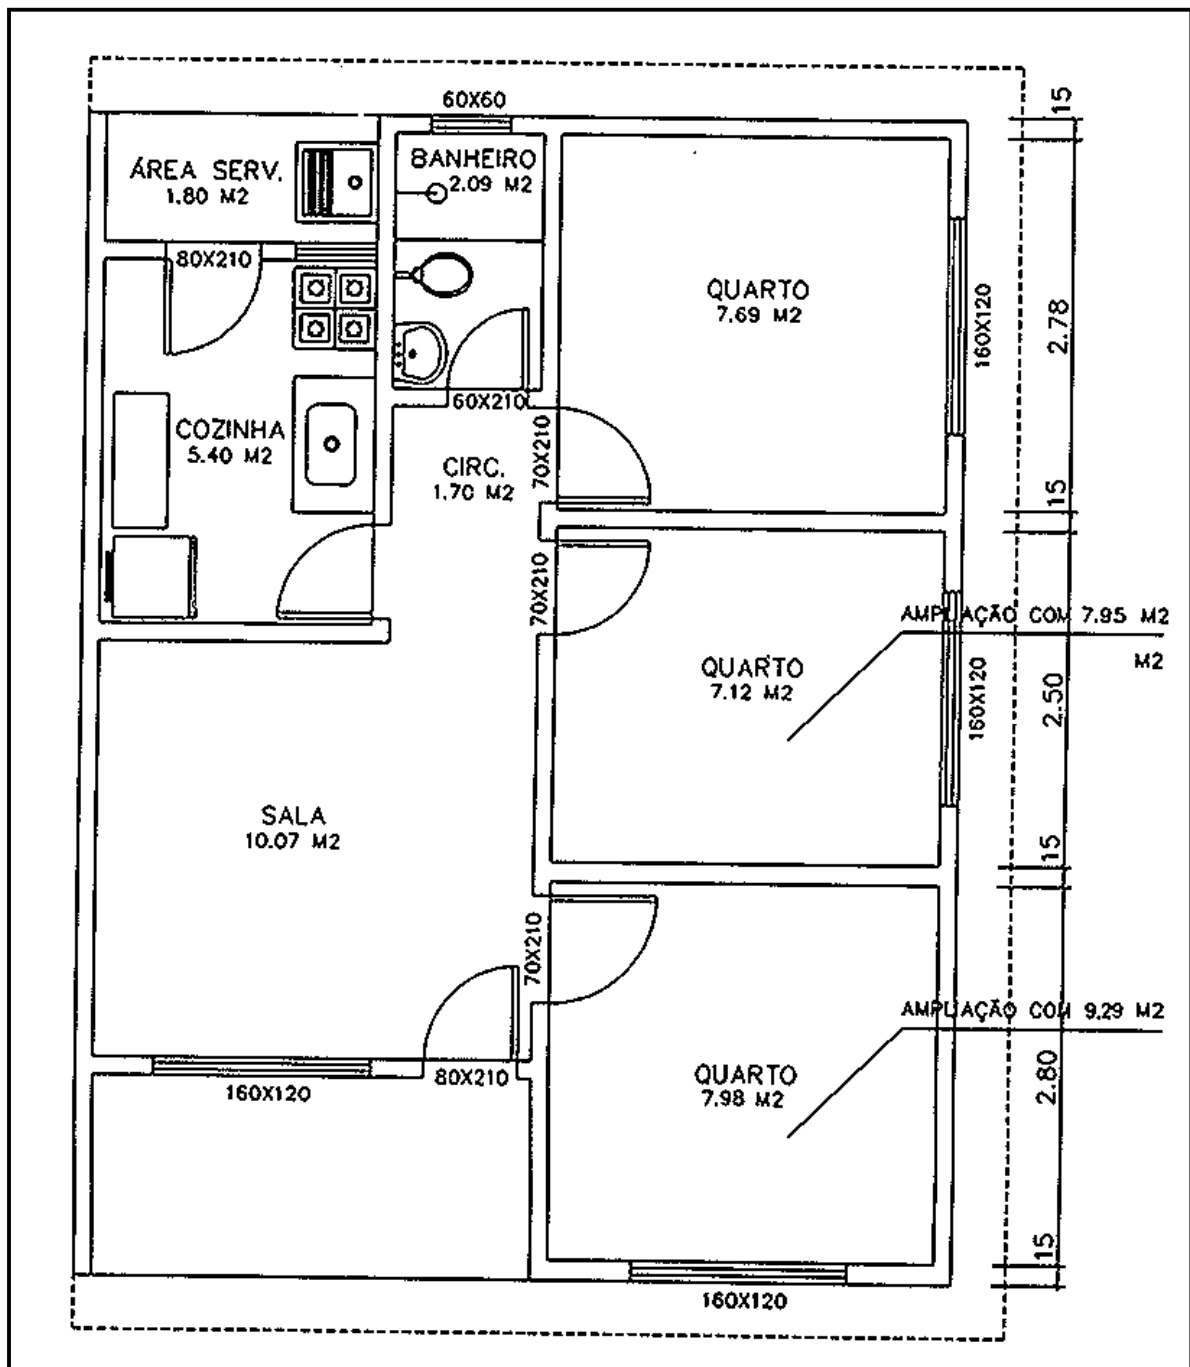 60X60
15
ÁREA SERV.
1.80 M2
BANHEIRO
2.09 M2
80X210
QUARTO
7.69 M2
160X120
2.78
COZINHA
5.40 M2
60X210
CIRC.
1.70 M2
70X210
15
70X210
AMPLIAÇÃO COM 7.95 M2
M2
QUARTO
7.12 M2
160X120
2.50
SALA
10.07 M2
15
70X210
AMPLIAÇÃO COM 9.29 M2
QUARTO
7.98 M2
2.80
160X120
80X210
15
160X120